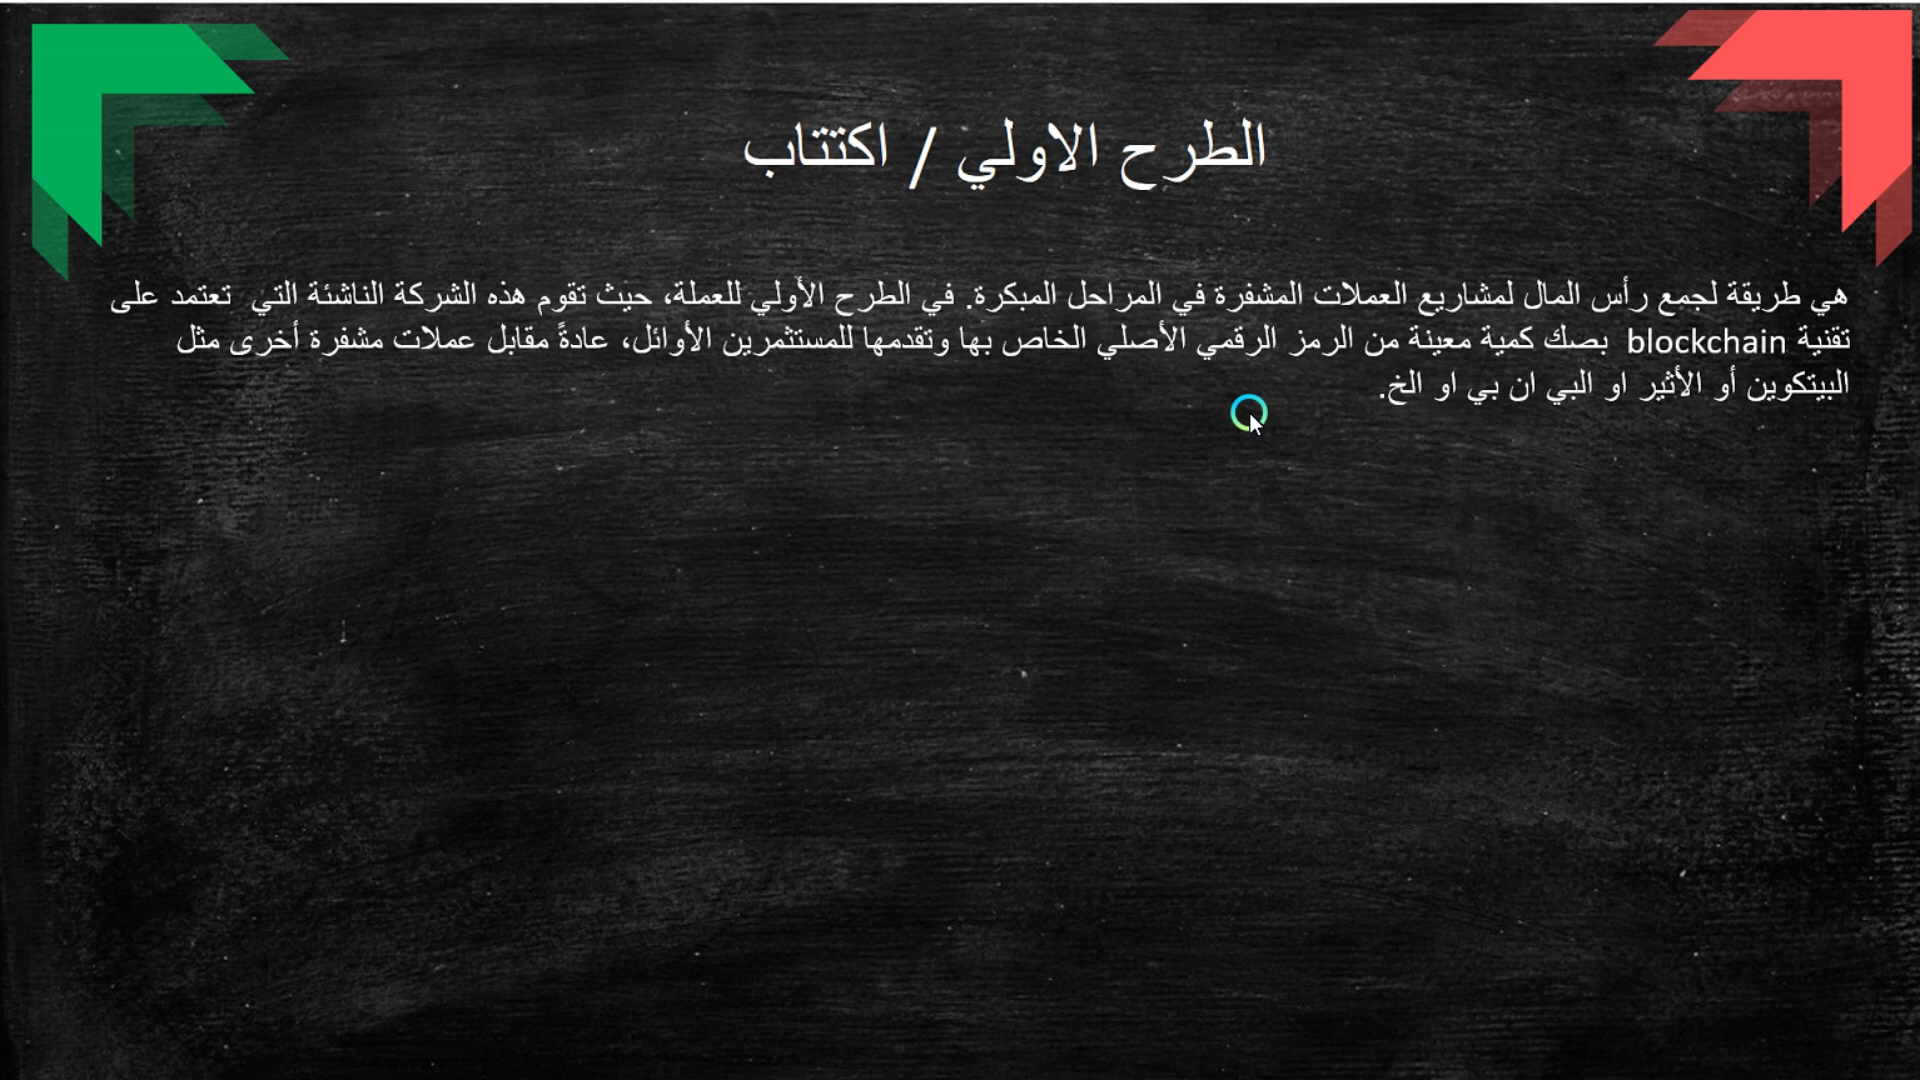 الطرح الاولي / اكتتاب
هي طريقة لجمع رأس المال لمشاريع العملات المشفرة في المراحل المبكرة. في الطرح الأولي للعملة، حيث تقوم هذه الشركة الناشئة التي تعتمد على
تقنية blockchain بصك كمية معينة من الرمز الرقمي الأصلي الخاص بها وتقدمها للمستثمرين الأوائل، عادةً مقابل عملات مشفرة أخرى مثل
البيتكوين أو الأثير او البي ان بي او الخ.